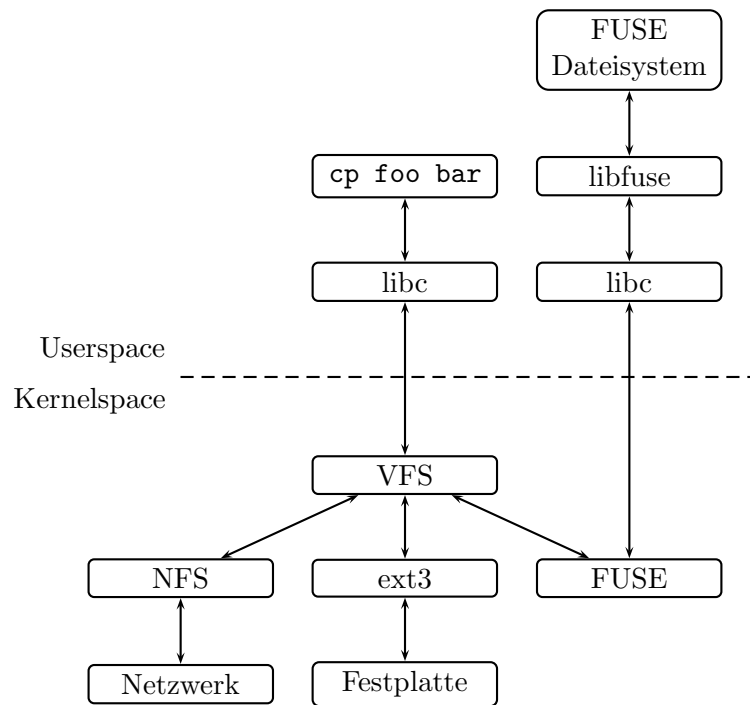 FUSE
Dateisystem
cp foo bar
libfuse
libc
libc
Userspace
Kernelspace
VFS
NFS
ext3
FUSE
Netzwerk
Festplatte